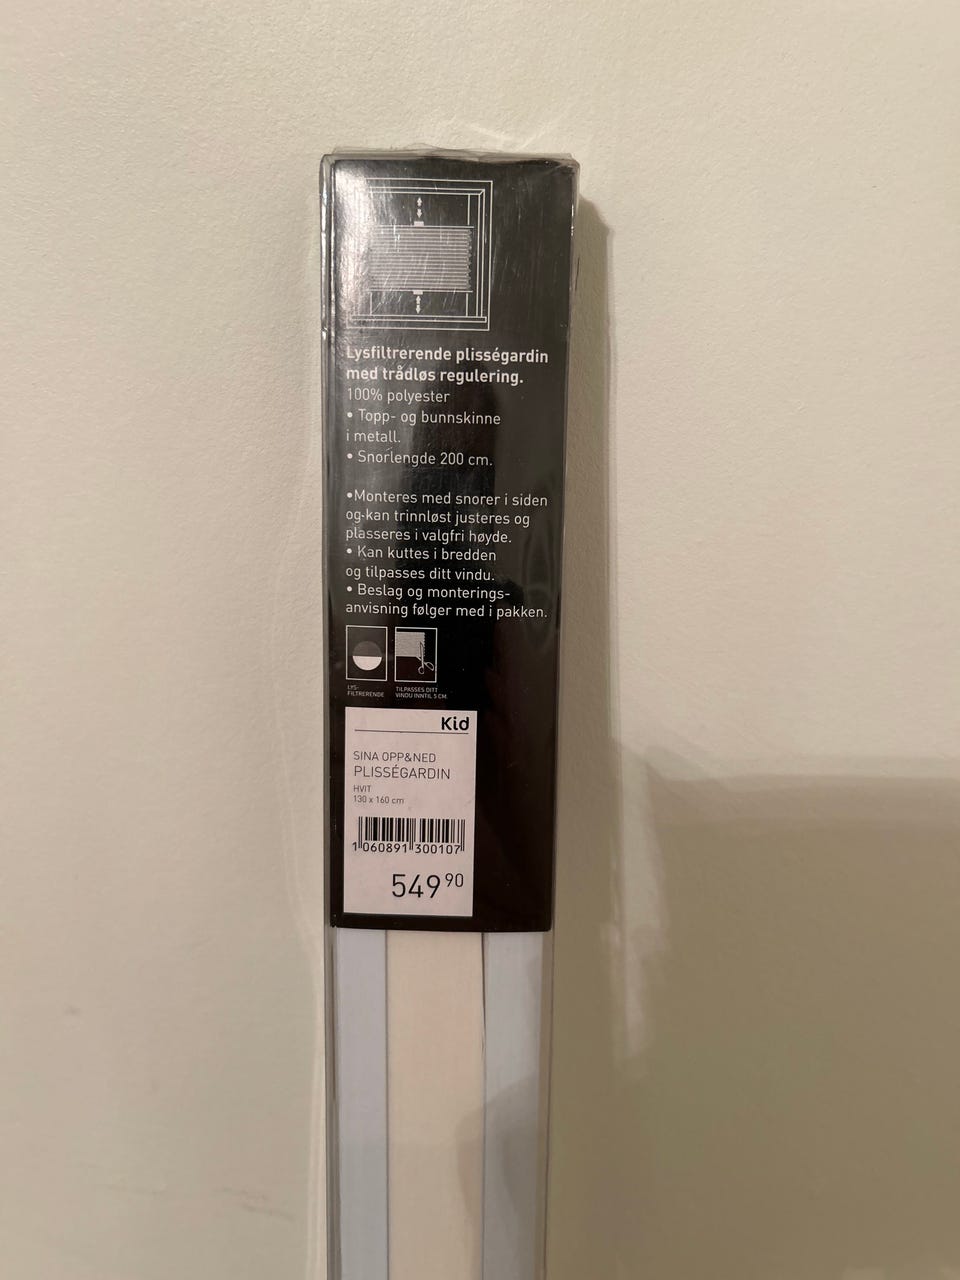 Lysfiltrerende plisségardin
med trådløs regulering.
100% polyester
• Topp- og bunnskinne
i metall.
• Snorlengde 200 cm.
•Monteres med snorer i siden
og kan trinnløst justeres og
plasseres i valgfri høyde.
• Kan kuttes i bredden
og tilpasses ditt vindu.
• Beslag og monterings-
anvisning følger med i pakken.
LYS-
FILTRERENDE
TILPASSES DITT
VINDU INNTIL 5 CM
Kid
SINA OPP&NED
PLISSÉGARDIN
HVIT
130 x 160 cm
1 060891 300107
549 90